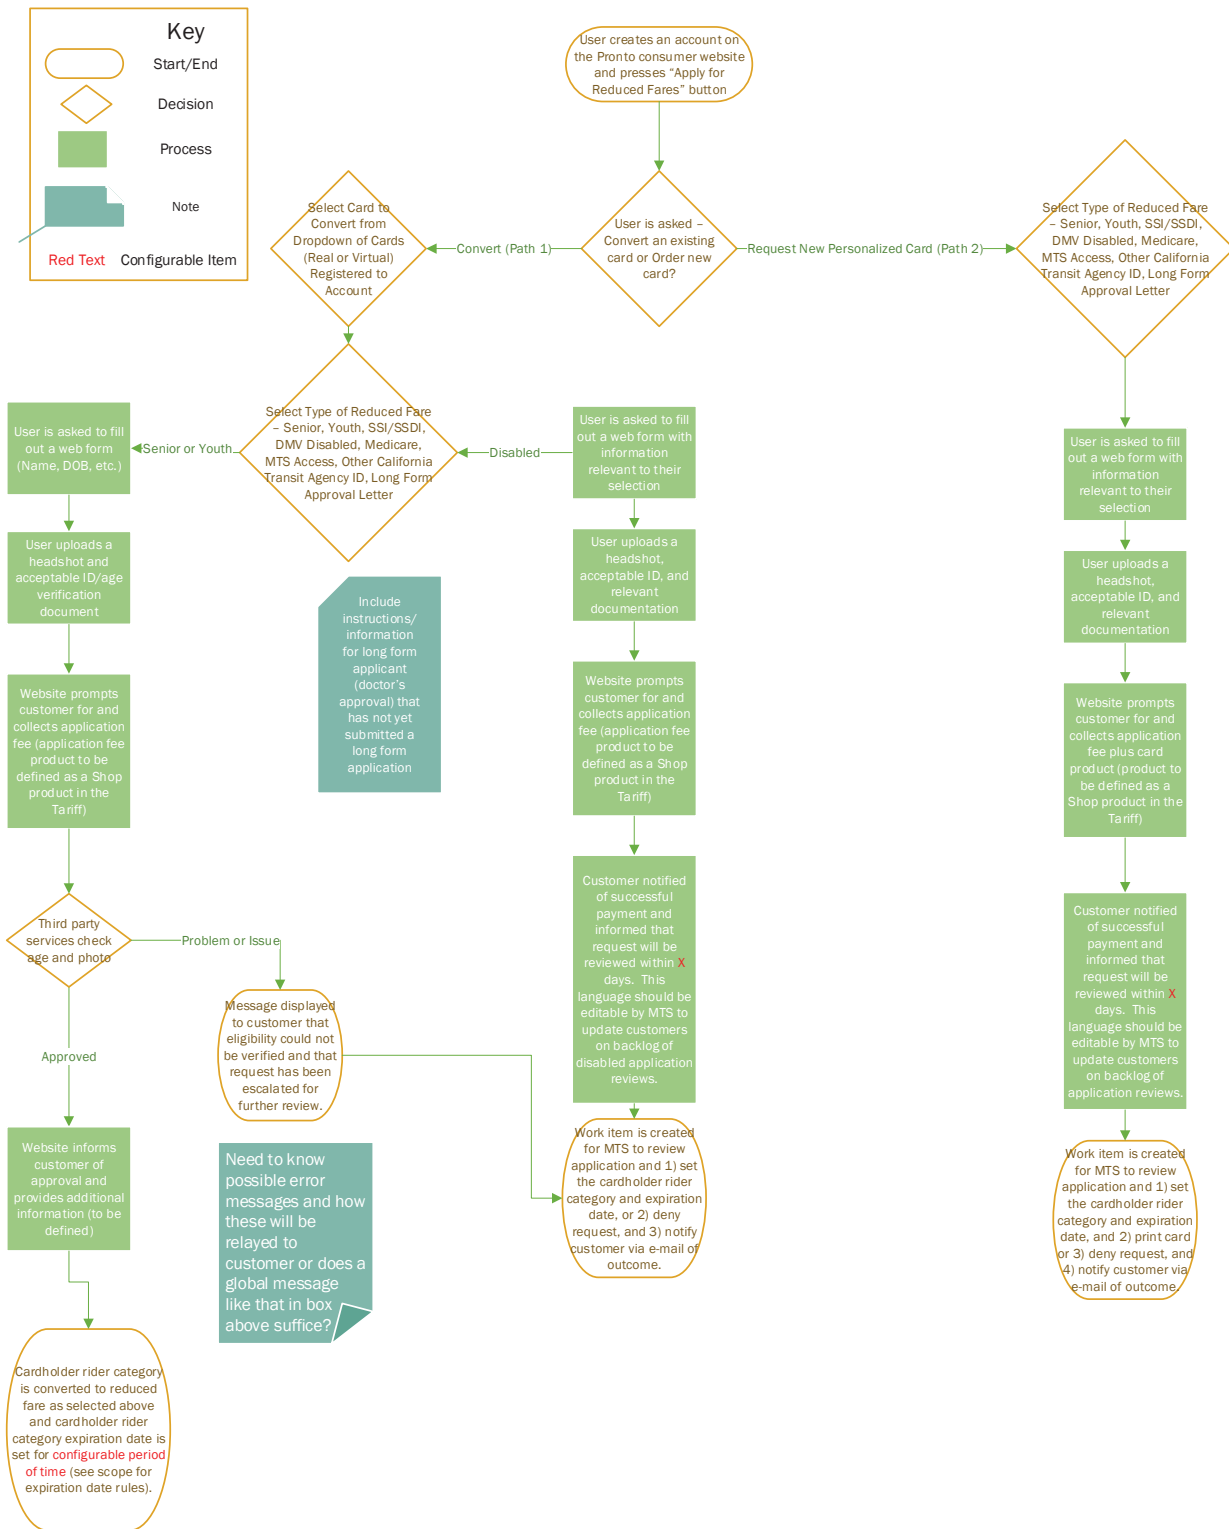 Key
Start/End
Decision
Process
Note
Red Text Configurable Item
User creates an account on
the Pronto consumer website
and presses “Apply for
Reduced Fares” button
User is asked –
Convert an existing
card or Order new
card?
Convert (Path 1)
Request New Personalized Card (Path 2)
Select Card to
Convert from
Dropdown of Cards
(Real or Virtual)
Registered to
Account
Select Type of Reduced Fare
– Senior, Youth, SSI/SSDI,
DMV Disabled, Medicare,
MTS Access, Other California
Transit Agency ID, Long Form
Approval Letter
Senior or Youth
Disabled
User is asked to fill
out a web form
(Name, DOB, etc.)
User uploads a
headshot and
acceptable ID/age
verification
document
Website prompts
customer for and
collects application
fee (application fee
product to be
defined as a Shop
product in the
Tariff)
Third party
services check
age and photo
Problem or Issue
Approved
Message displayed
to customer that
eligibility could not
be verified and that
request has been
escalated for
further review.
Website informs
customer of
approval and
provides additional
information (to be
defined)
Cardholder rider category
is converted to reduced
fare as selected above
and cardholder rider
category expiration date is
set for configurable period
of time (see scope for
expiration date rules).
Include
instructions/
information
for long form
applicant
(doctor’s
approval) that
has not yet
submitted a
long form
application
Need to know
possible error
messages and how
these will be
relayed to
customer or does a
global message
like that in box
above suffice?
User is asked to fill
out a web form with
information
relevant to their
selection
User uploads a
headshot,
acceptable ID, and
relevant
documentation
Website prompts
customer for and
collects application
fee (application fee
product to be
defined as a Shop
product in the
Tariff)
Customer notified
of successful
payment and
informed that
request will be
reviewed within X
days. This
language should be
editable by MTS to
update customers
on backlog of
disabled application
reviews.
Work item is created
for MTS to review
application and 1) set
the cardholder rider
category and expiration
date, or 2) deny
request, and 3) notify
customer via e-mail of
outcome.
Select Type of Reduced Fare
– Senior, Youth, SSI/SSDI,
DMV Disabled, Medicare,
MTS Access, Other California
Transit Agency ID, Long Form
Approval Letter
User is asked to fill
out a web form with
information
relevant to their
selection
User uploads a
headshot,
acceptable ID, and
relevant
documentation
Website prompts
customer for and
collects application
fee plus card
product (product to
be defined as a
Shop product in the
Tariff)
Customer notified
of successful
payment and
informed that
request will be
reviewed within X
days. This
language should be
editable by MTS to
update customers
on backlog of
application reviews.
Work item is created
for MTS to review
application and 1) set
the cardholder rider
category and expiration
date, and 2) print card
or 3) deny request, and
4) notify customer via
e-mail of outcome.